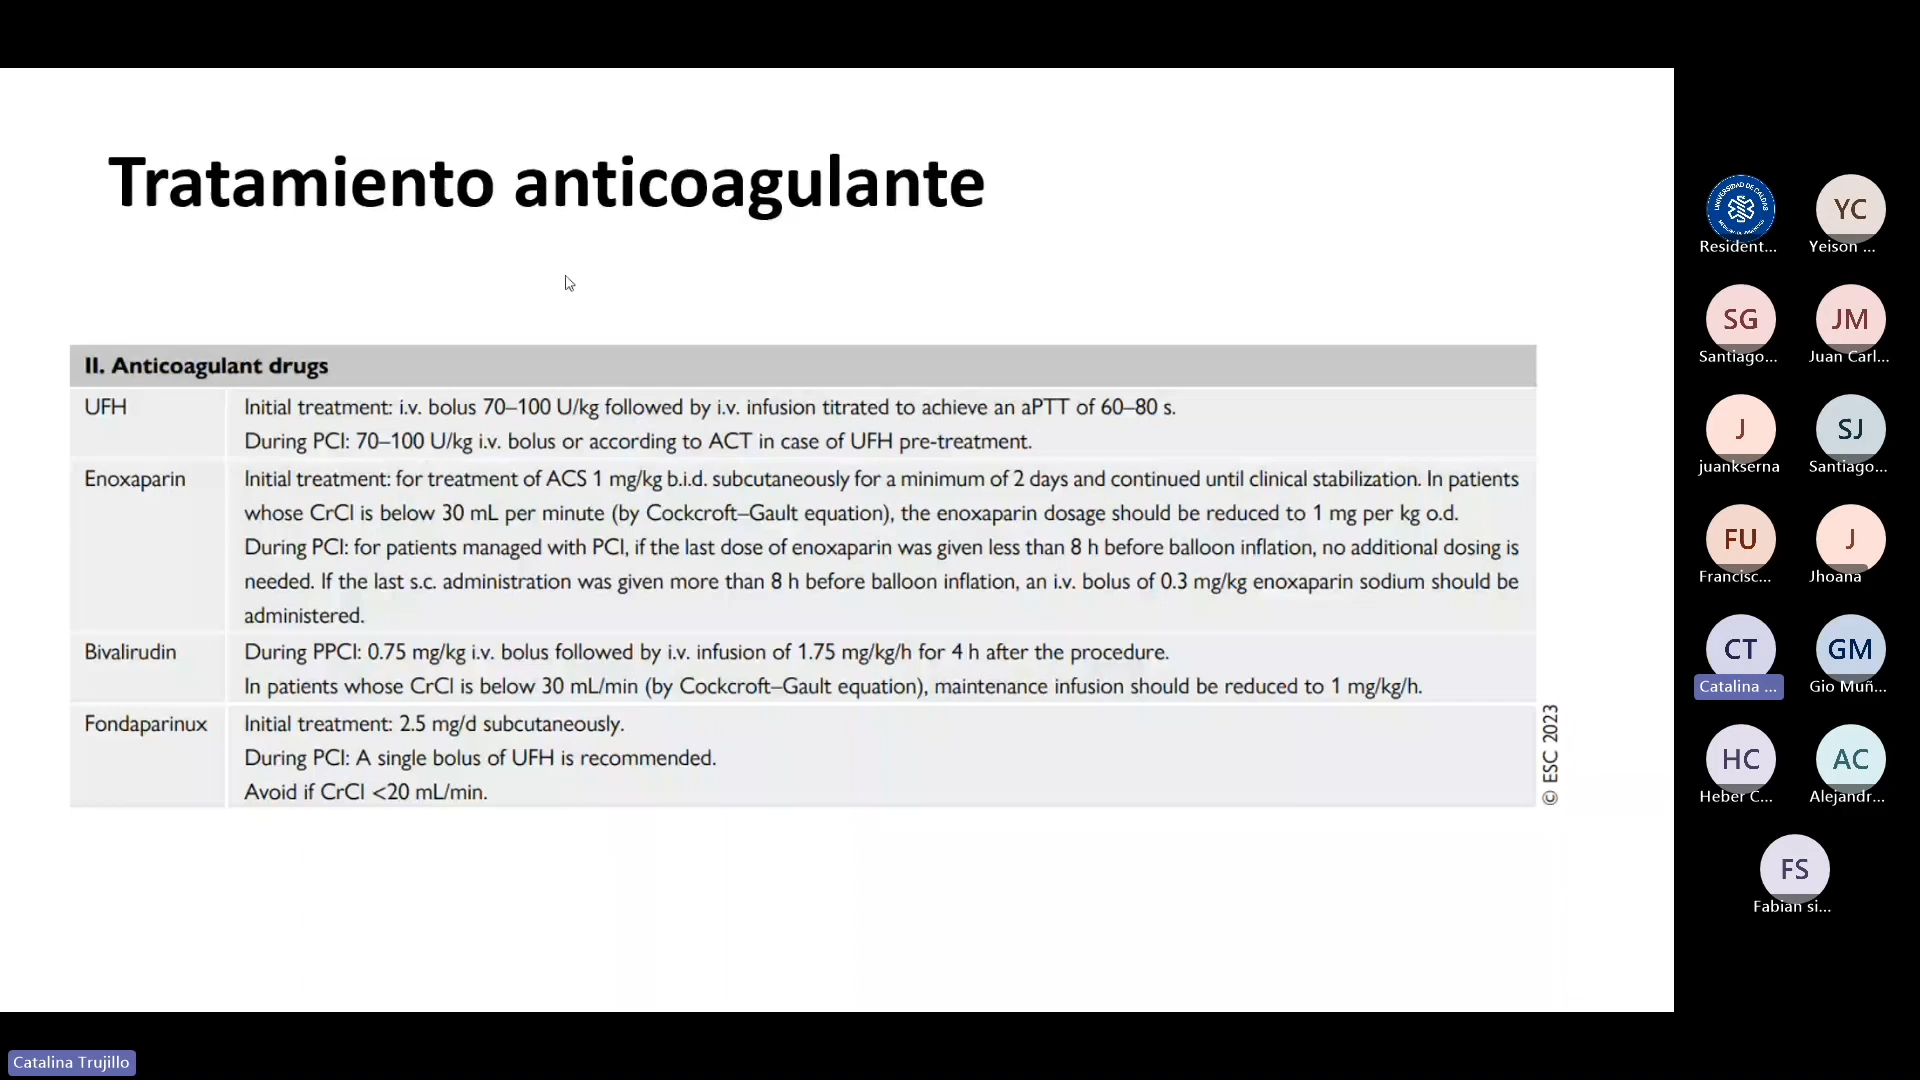 Tratamiento anticoagulante
II. Anticoagulant drugs
UFH
Initial treatment: i.v. bolus 70–100 U/kg followed by i.v. infusion titrated to achieve an aPTT of 60–80 s.
During PCI: 70–100 U/kg i.v. bolus or according to ACT in case of UFH pre-treatment.
Enoxaparin
Initial treatment: for treatment of ACS 1 mg/kg b.i.d. subcutaneously for a minimum of 2 days and continued until clinical stabilization. In patients
whose CrCl is below 30 mL per minute (by Cockcroft–Gault equation), the enoxaparin dosage should be reduced to 1 mg per kg o.d.
During PCI: for patients managed with PCI, if the last dose of enoxaparin was given less than 8 h before balloon inflation, no additional dosing is
needed. If the last s.c. administration was given more than 8 h before balloon inflation, an i.v. bolus of 0.3 mg/kg enoxaparin sodium should be
administered.
Bivalirudin
During PPCI: 0.75 mg/kg i.v. bolus followed by i.v. infusion of 1.75 mg/kg/h for 4 h after the procedure.
In patients whose CrCl is below 30 mL/min (by Cockcroft–Gault equation), maintenance infusion should be reduced to 1 mg/kg/h.
Fondaparinux
Initial treatment: 2.5 mg/d subcutaneously.
During PCI: A single bolus of UFH is recommended.
Avoid if CrCl <20 mL/min.
© ESC 2023
UNIVERSIDAD DE CALDAS
Resident...
YC
Yeison ...
SG
Santiago...
JM
Juan Carl...
J
juankserna
SJ
Santiago...
FU
Francisc...
J
Jhoana
CT
Catalina ...
GM
Gio Muñ...
HC
Heber C...
AC
Alejandr...
FS
Fabian si...
Catalina Trujillo